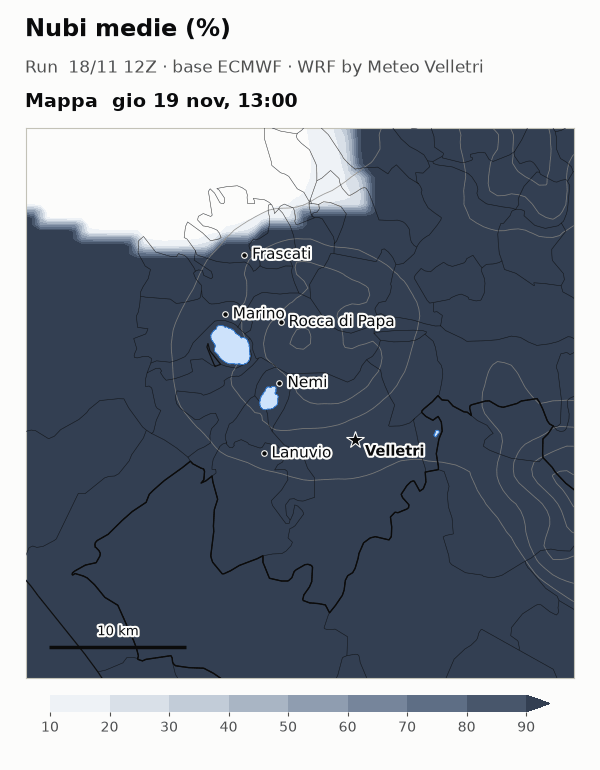 Nubi medie (%)
Run 18/11 12Z · base ECMWF · WRF by Meteo Velletri
Mappa gio 19 nov, 13:00
Frascati
Marino
Rocca di Papa
Nemi
Velletri
Lanuvio
10 km
10 20 30 40 50 60 70 80 90